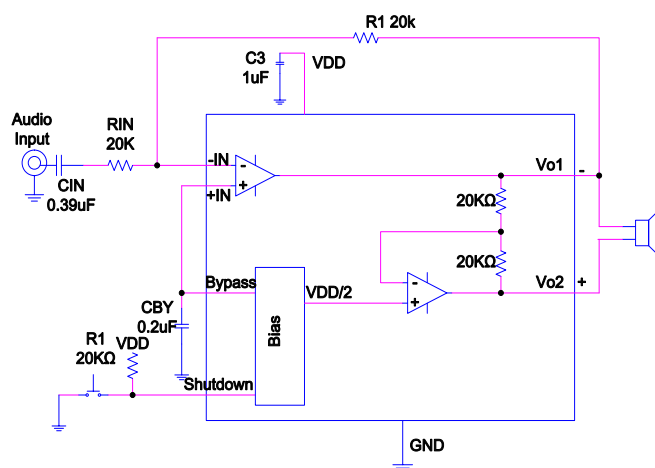 R1 20k
C3
1uF
VDD
Audio
Input
RIN
20K
CIN
0.39uF
-IN
+IN
-
+
Vo1
-
20KΩ
20KΩ
Vo2
+
-
+
Bypass
VDD/2
CBY
0.2uF
Bias
R1
20KΩ
VDD
Shutdown
GND